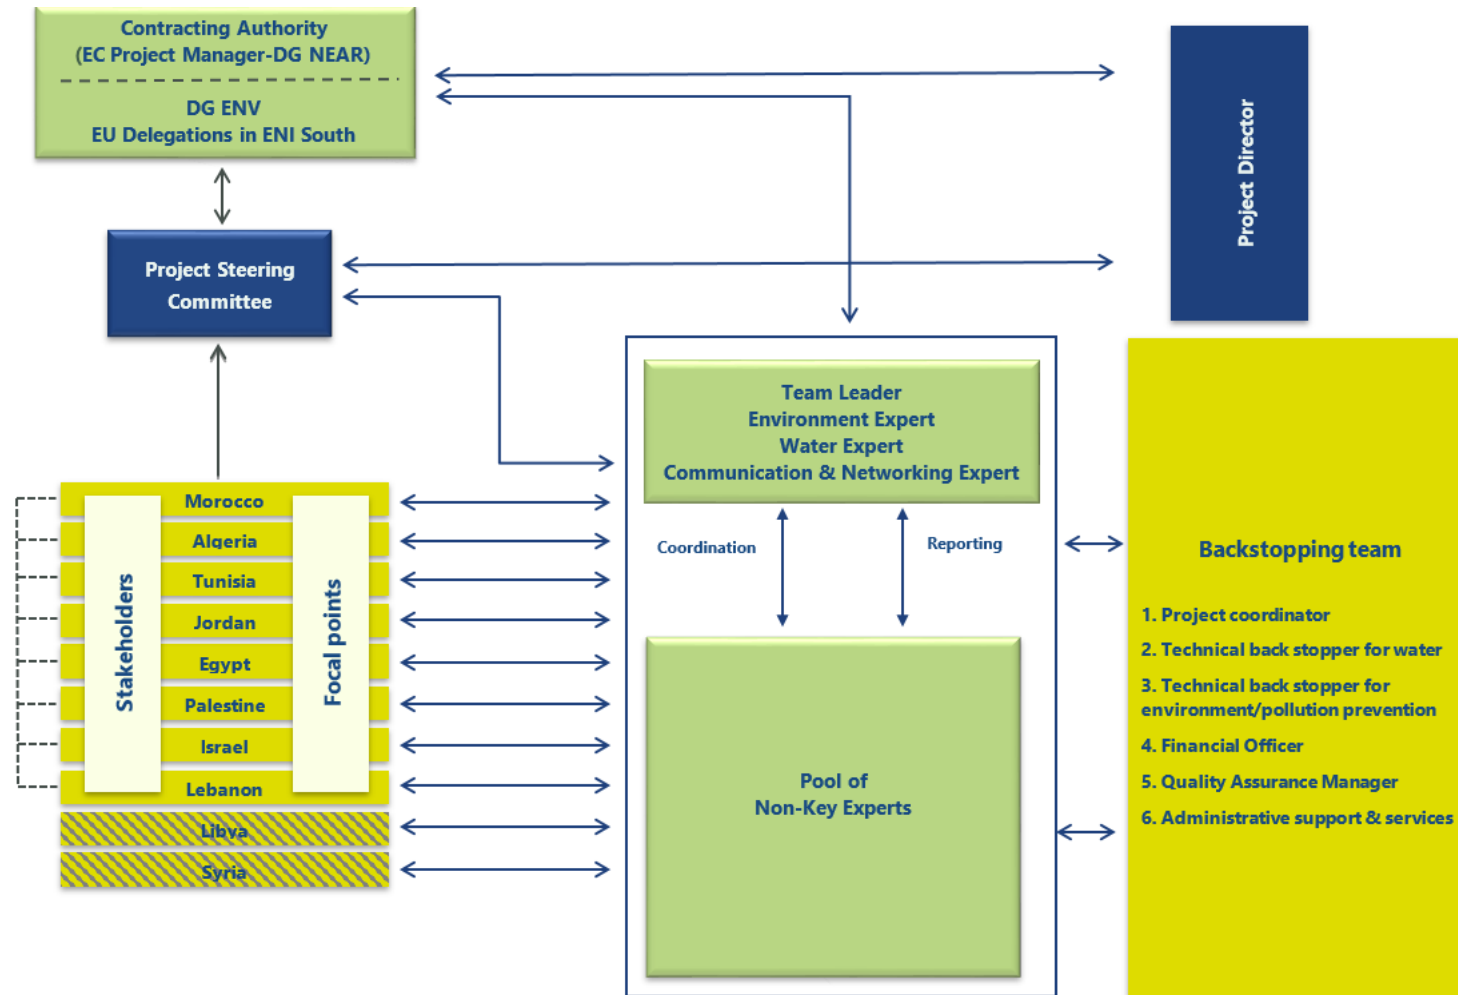 Contracting Authority
(EC Project Manager-DG NEAR)
DG ENV
EU Delegations in ENI South
Project Director
Project Steering
Committee
Team Leader
Environment Expert
Water Expert
Communication & Networking Expert
Coordination
Reporting
Pool of
Non-Key Experts
Stakeholders
Focal points
Morocco
Algeria
Tunisia
Jordan
Egypt
Palestine
Israel
Lebanon
Libya
Syria
Backstopping team
1. Project coordinator
2. Technical back stopper for water
3. Technical back stopper for
environment/pollution prevention
4. Financial Officer
5. Quality Assurance Manager
6. Administrative support & services